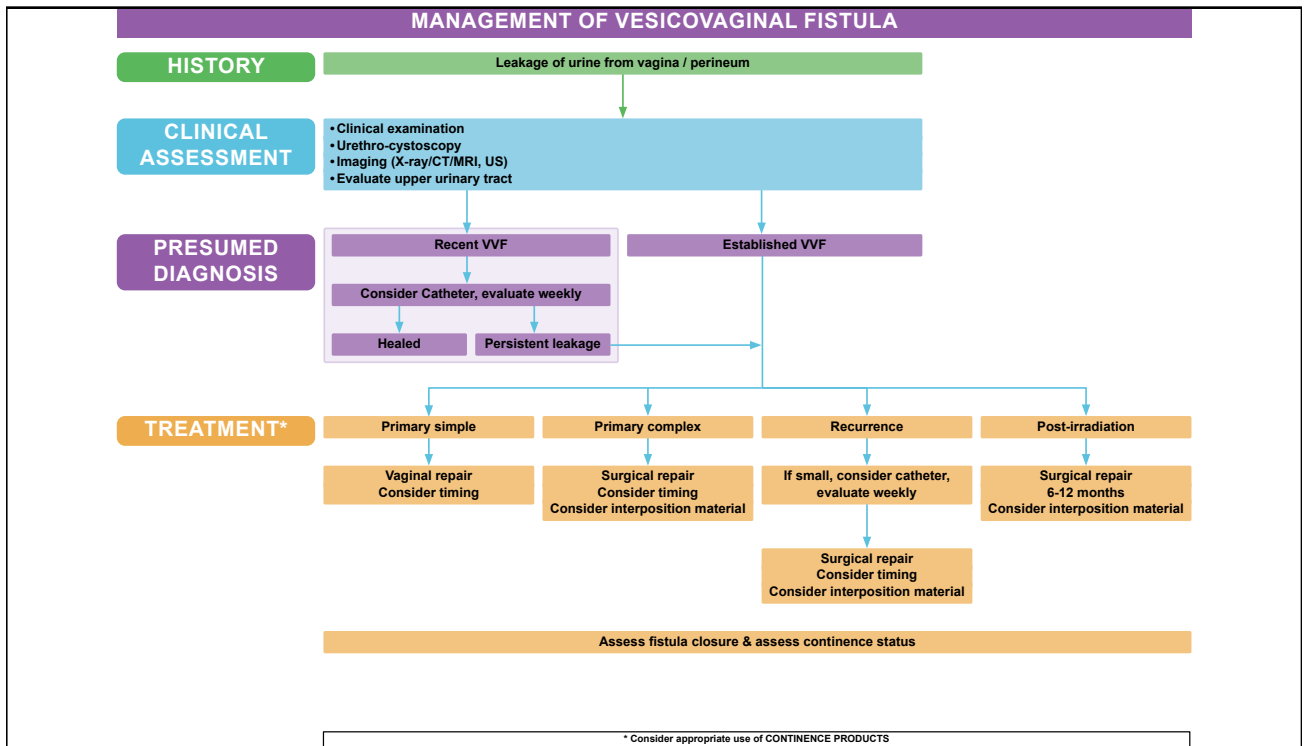 MANAGEMENT OF VESICOVAGINAL FISTULA
HISTORY
Leakage of urine from vagina / perineum
CLINICAL
ASSESSMENT
• Clinical examination
• Urethro-cystoscopy
• Imaging (X-ray/CT/MRI, US)
• Evaluate upper urinary tract
PRESUMED
DIAGNOSIS
Recent VVF
Established VVF
Consider Catheter, evaluate weekly
Healed
Persistent leakage
TREATMENT*
Primary simple
Primary complex
Recurrence
Post-irradiation
Vaginal repair
Consider timing
Surgical repair
Consider timing
Consider interposition material
If small, consider catheter,
evaluate weekly
Surgical repair
6-12 months
Consider interposition material
Surgical repair
Consider timing
Consider interposition material
Assess fistula closure & assess continence status
* Consider appropriate use of CONTINENCE PRODUCTS